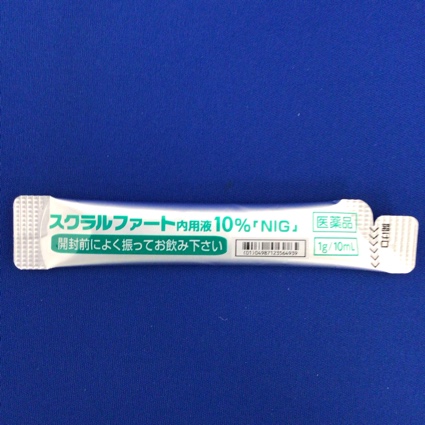 スクラルファート内用液10%「NIG」
医薬品
開封前によく振ってお飲み下さい
1g/10mL
開け口